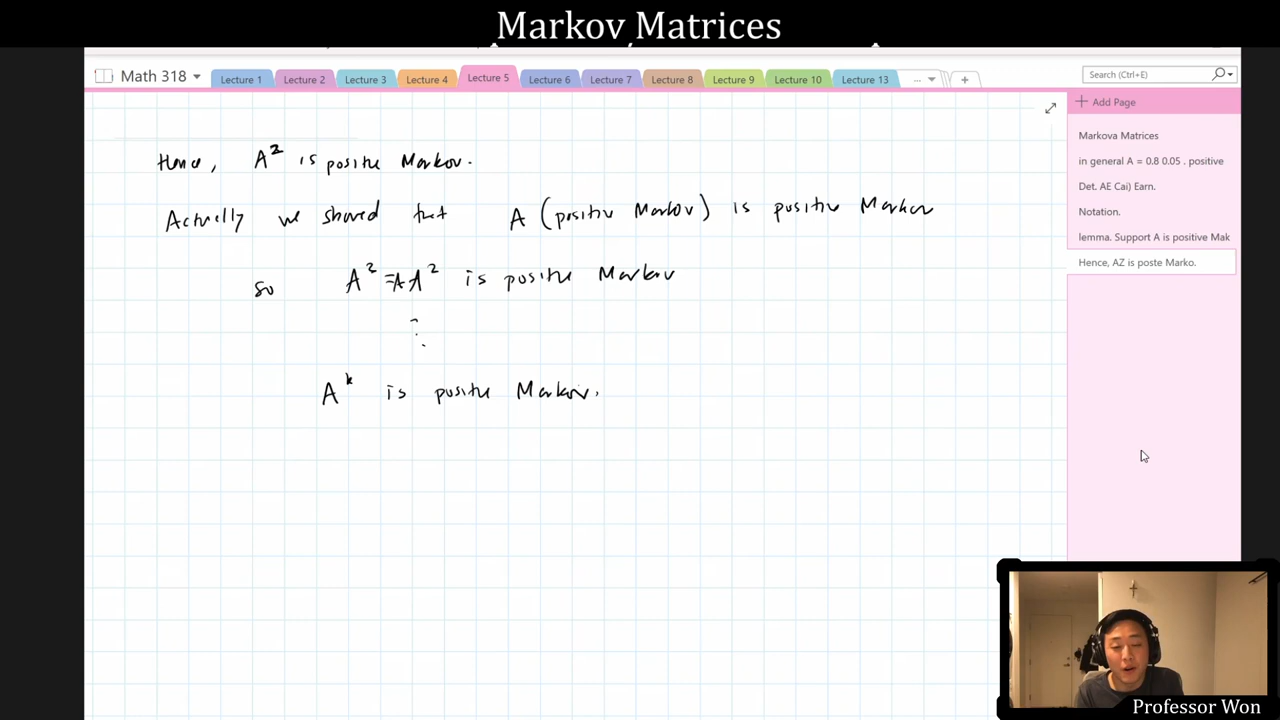 Markov Matrices
Math 318
Lecture 1
Lecture 2
Lecture 3
Lecture 4
Lecture 5
Lecture 6
Lecture 7
Lecture 8
Lecture 9
Lecture 10
Lecture 13
...
Search (Ctrl+E)
Add Page
Markova Matrices
in general A = 0.8 0.05 . positive
Det. AE Cai) Earn.
Notation.
lemma. Support A is positive Mak
Hence, AZ is poste Marko.
Hence, A² is positive Markov.
Actually we showed that A (positive Markov) is positive Markov
so A² = A A² is positive Markov
⋮
Aᵏ is positive Markov.
Professor Won